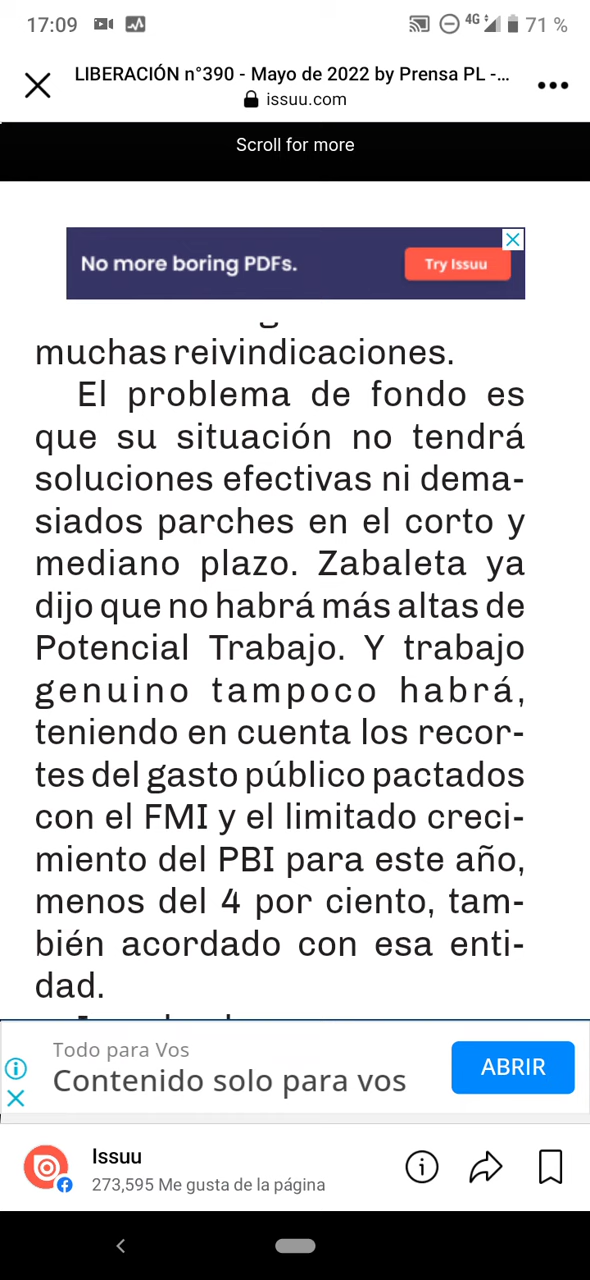 17:09 4G 71 %
LIBERACIÓN n°390 - Mayo de 2022 by Prensa PL -...
issuu.com
Scroll for more
No more boring PDFs. Try Issuu
muchas reivindicaciones.
El problema de fondo es
que su situación no tendrá
soluciones efectivas ni dema-
siados parches en el corto y
mediano plazo. Zabaleta ya
dijo que no habrá más altas de
Potencial Trabajo. Y trabajo
genuino tampoco habrá,
teniendo en cuenta los recor-
tes del gasto público pactados
con el FMI y el limitado creci-
miento del PBI para este año,
menos del 4 por ciento, tam-
bién acordado con esa enti-
dad.
Todo para Vos
Contenido solo para vos ABRIR
Issuu
273,595 Me gusta de la página